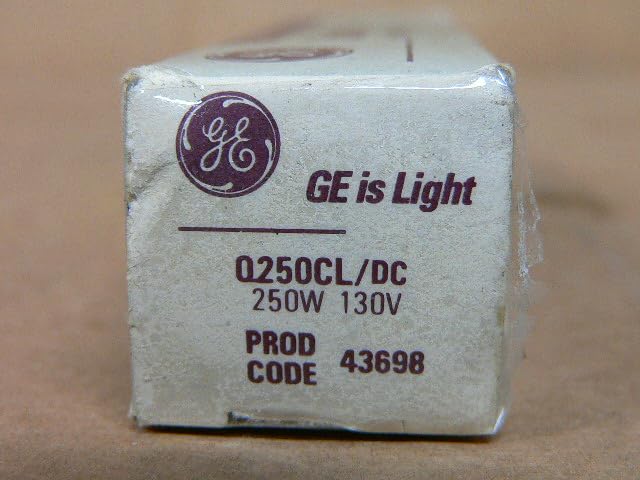 GE
GE is Light
Q250CL/DC
250W 130V
PROD
CODE 43698